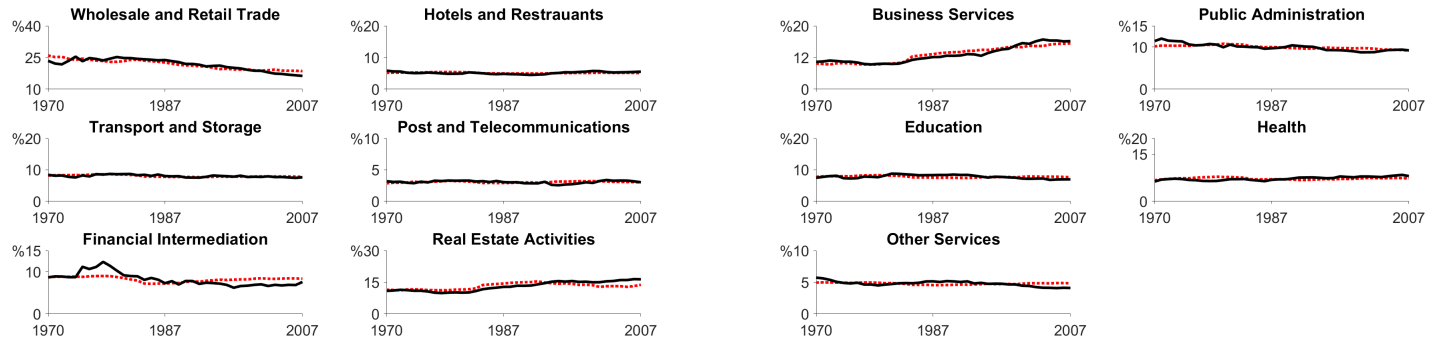 Wholesale and Retail Trade
%40
25
10
1970 1987 2007
Hotels and Restrauants
%20
10
0
1970 1987 2007
Business Services
%20
12
0
1970 1987 2007
Public Administration
%15
10
0
1970 1987 2007
Transport and Storage
%20
10
0
1970 1987 2007
Post and Telecommunications
%10
5
0
1970 1987 2007
Education
%20
10
0
1970 1987 2007
Health
%20
15
0
1970 1987 2007
Financial Intermediation
%15
10
0
1970 1987 2007
Real Estate Activities
%30
15
0
1970 1987 2007
Other Services
%10
5
0
1970 1987 2007